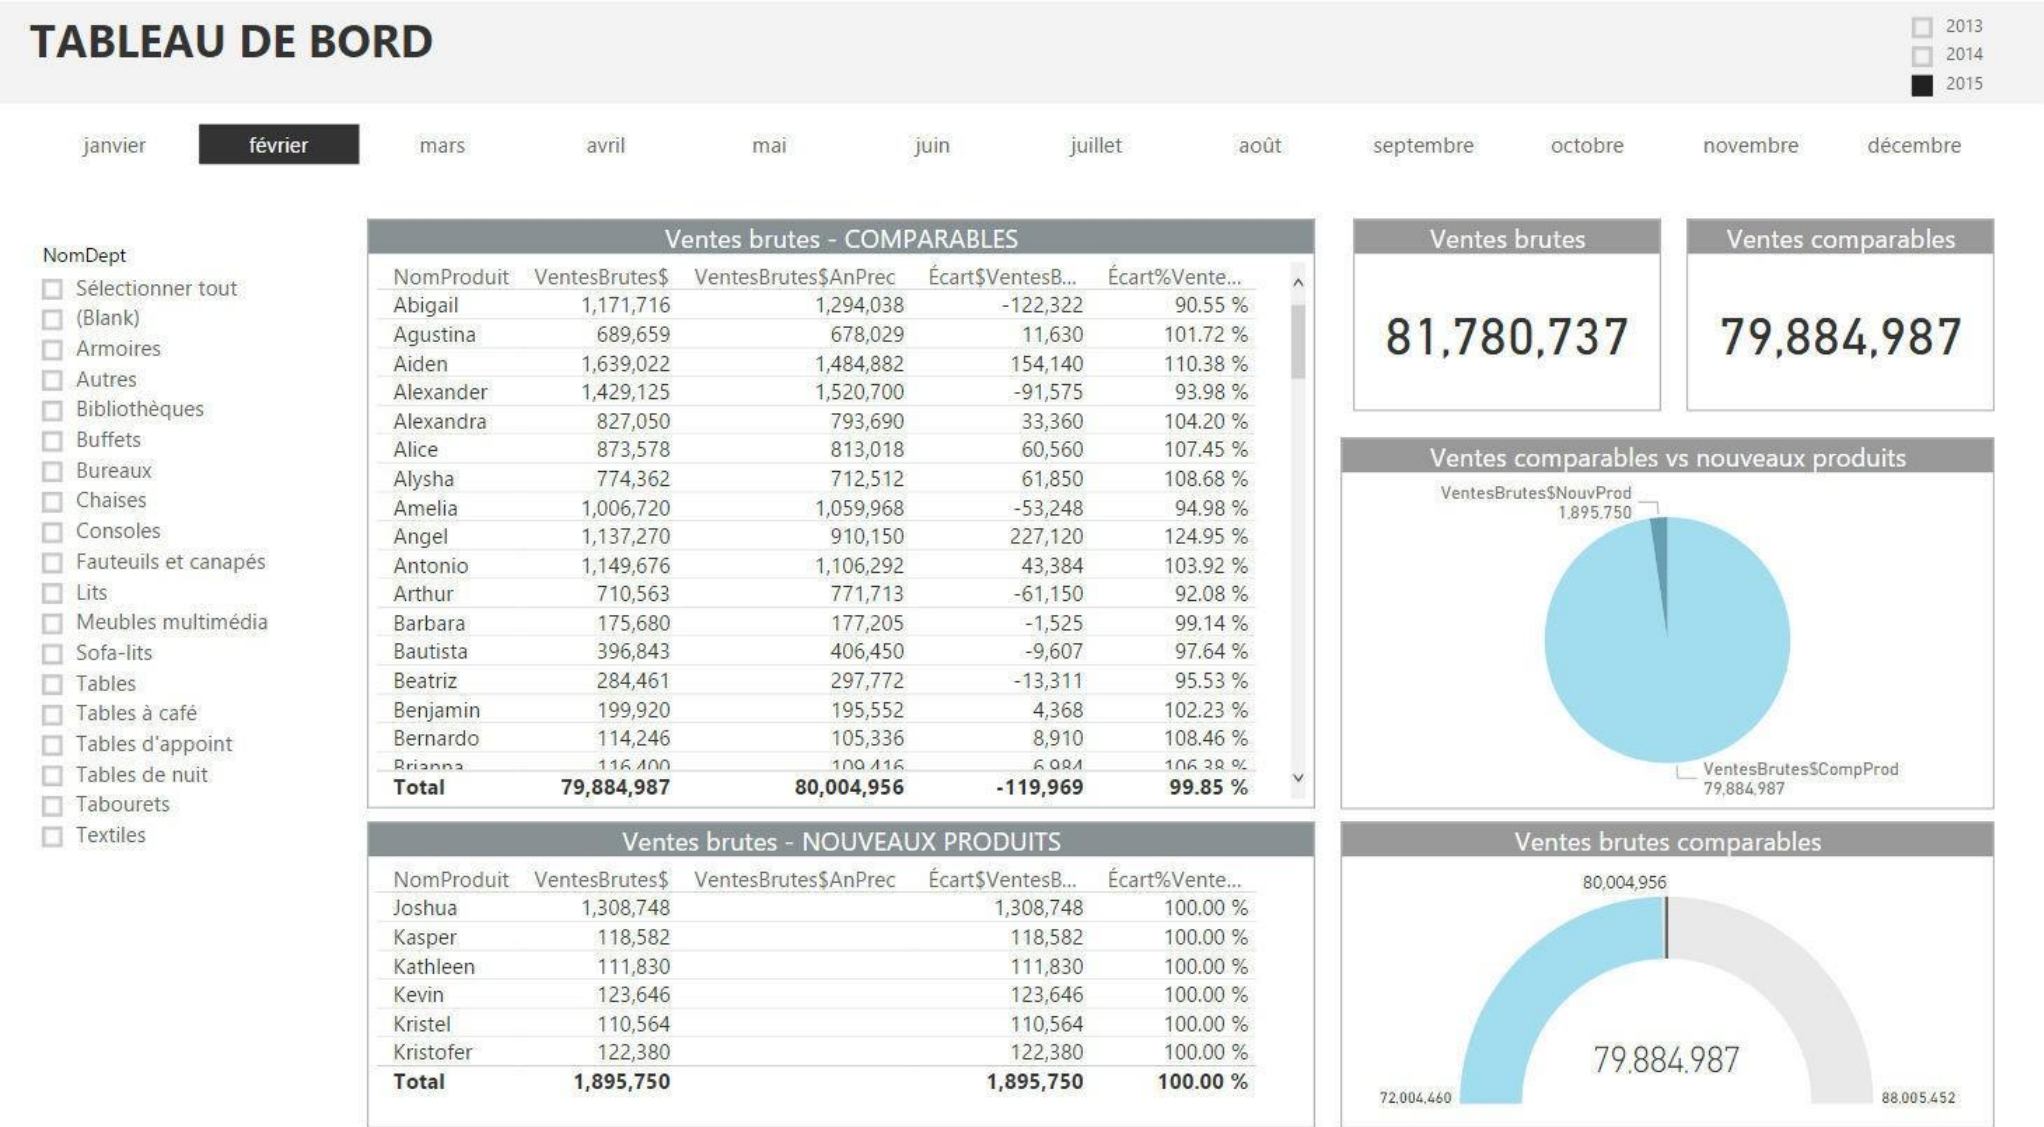 TABLEAU DE BORD
2013
2014
2015
janvier février mars avril mai juin juillet août septembre octobre novembre décembre
NomDept
Sélectionner tout
(Blank)
Armoires
Autres
Bibliothèques
Buffets
Bureaux
Chaises
Consoles
Fauteuils et canapés
Lits
Meubles multimédia
Sofa-lits
Tables
Tables à café
Tables d'appoint
Tables de nuit
Tabourets
Textiles
Ventes brutes - COMPARABLES
NomProduit VentesBrutes$ VentesBrutes$AnPrec Écart$VentesB... Écart%Vente...
Abigail 1,171,716 1,294,038 -122,322 90.55 %
Agustina 689,659 678,029 11,630 101.72 %
Aiden 1,639,022 1,484,882 154,140 110.38 %
Alexander 1,429,125 1,520,700 -91,575 93.98 %
Alexandra 827,050 793,690 33,360 104.20 %
Alice 873,578 813,018 60,560 107.45 %
Alysha 774,362 712,512 61,850 108.68 %
Amelia 1,006,720 1,059,968 -53,248 94.98 %
Angel 1,137,270 910,150 227,120 124.95 %
Antonio 1,149,676 1,106,292 43,384 103.92 %
Arthur 710,563 771,713 -61,150 92.08 %
Barbara 175,680 177,205 -1,525 99.14 %
Bautista 396,843 406,450 -9,607 97.64 %
Beatriz 284,461 297,772 -13,311 95.53 %
Benjamin 199,920 195,552 4,368 102.23 %
Bernardo 114,246 105,336 8,910 108.46 %
Brianna 116,400 109,416 6,984 106.38 %
Total 79,884,987 80,004,956 -119,969 99.85 %
Ventes brutes - NOUVEAUX PRODUITS
NomProduit VentesBrutes$ VentesBrutes$AnPrec Écart$VentesB... Écart%Vente...
Joshua 1,308,748 1,308,748 100.00 %
Kasper 118,582 118,582 100.00 %
Kathleen 111,830 111,830 100.00 %
Kevin 123,646 123,646 100.00 %
Kristel 110,564 110,564 100.00 %
Kristofer 122,380 122,380 100.00 %
Total 1,895,750 1,895,750 100.00 %
Ventes brutes
81,780,737
Ventes comparables
79,884,987
Ventes comparables vs nouveaux produits
VentesBrutes$NouvProd
1,895,750
VentesBrutes$CompProd
79,884,987
Ventes brutes comparables
80,004,956
79,884,987
72,004,460
88,005,452